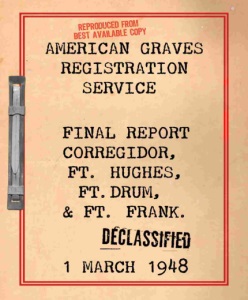 REPRODUCED FROM
BEST AVAILABLE COPY
AMERICAN GRAVES
REGISTRATION
SERVICE
FINAL REPORT
CORREGIDOR,
FT. HUGHES,
FT. DRUM,
& FT. FRANK.
DECLASSIFIED
1 MARCH 1948